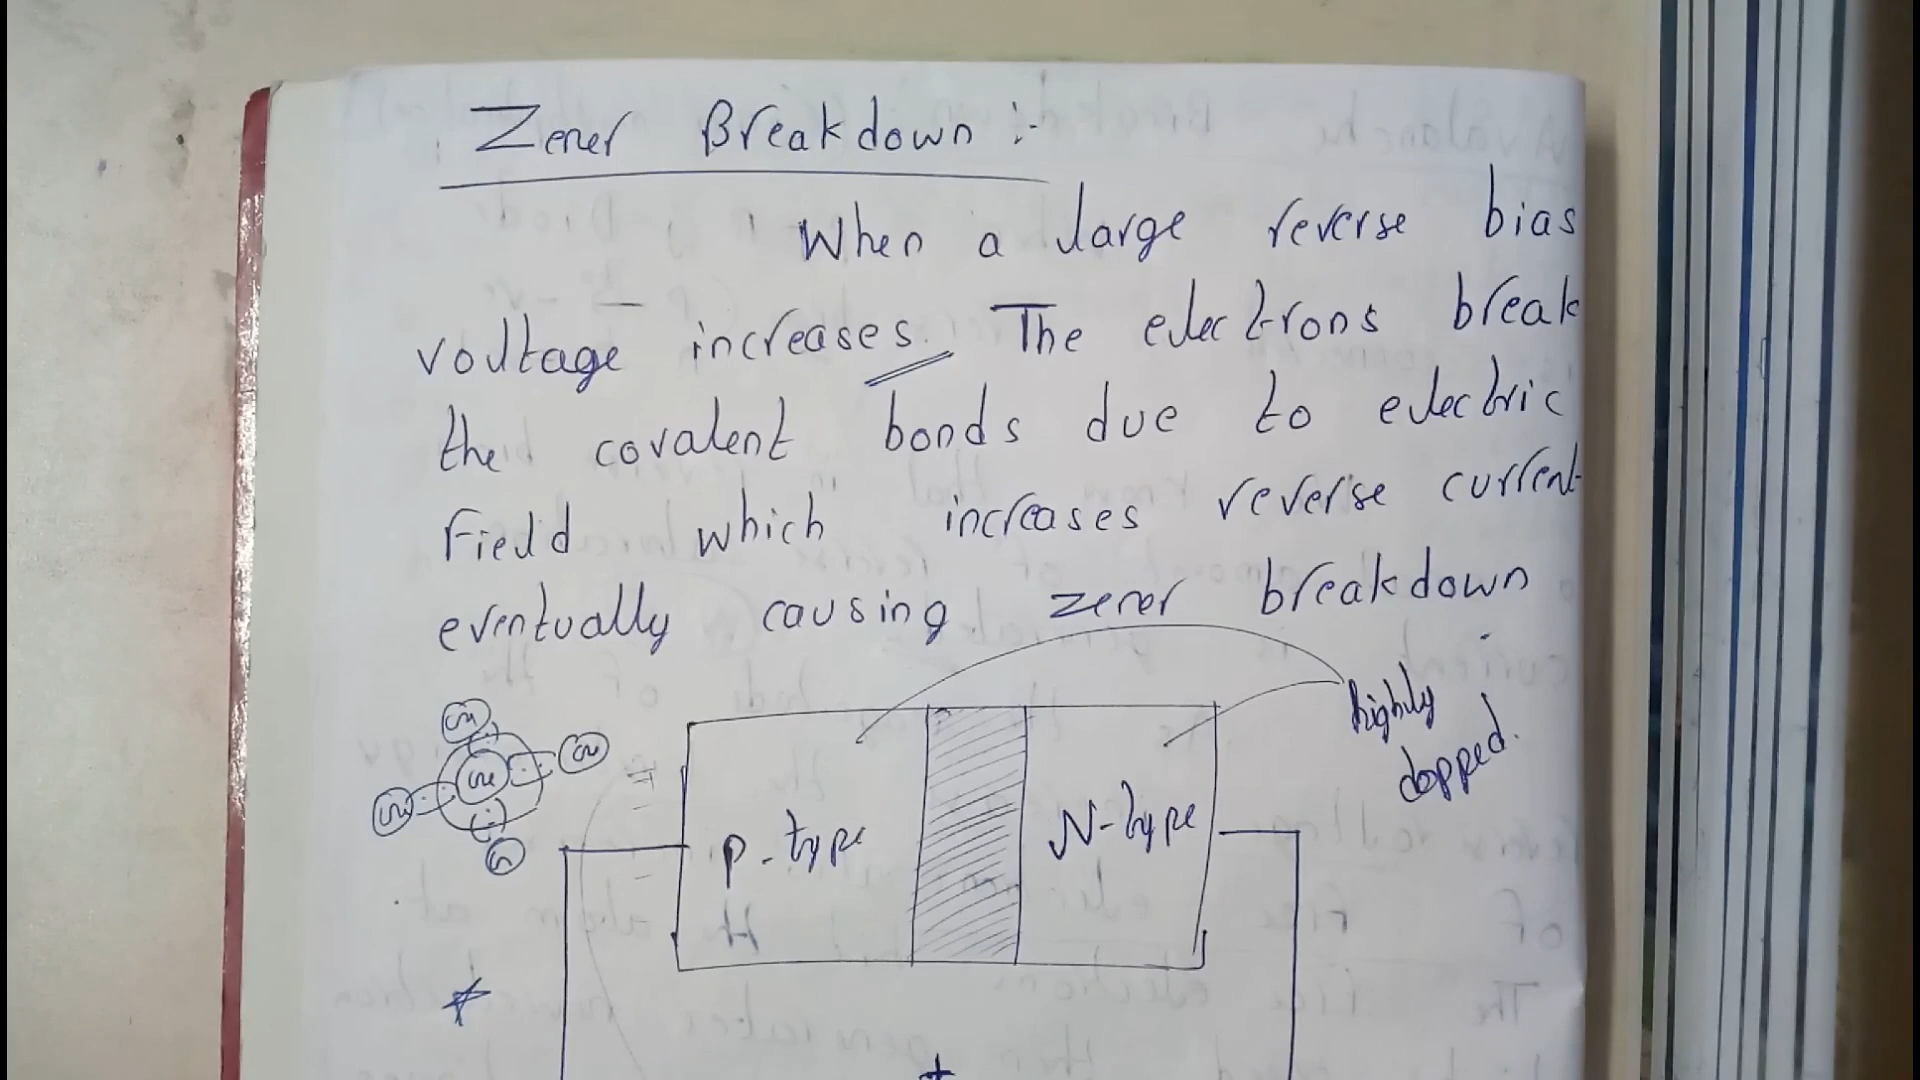 Zener Breakdown :-
When a large reverse bias
voltage increases. The electrons break
the covalent bonds due to electric
Field which increases reverse current
eventually causing zener breakdown
highly
dopped.
P-type
N-type
+